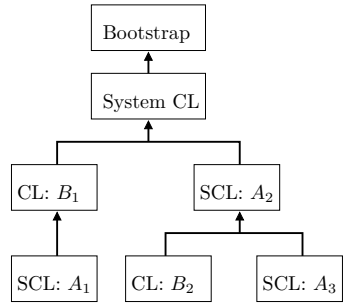 Bootstrap
System CL
CL: B₁
SCL: A₂
SCL: A₁
CL: B₂
SCL: A₃